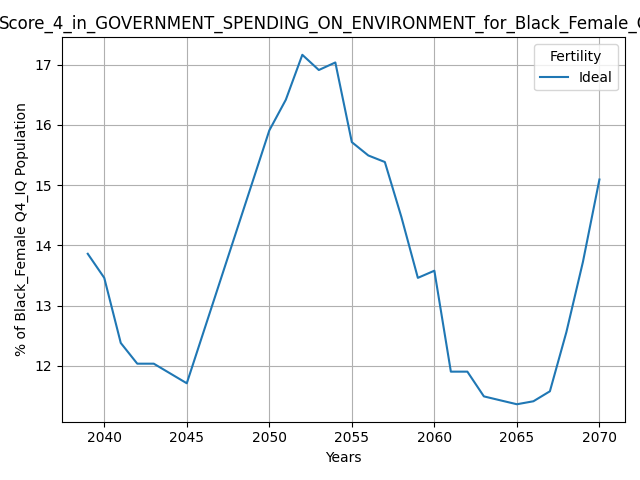 Score_4_in_GOVERNMENT_SPENDING_ON_ENVIRONMENT_for_Black_Female_
Fertility
Ideal
% of Black_Female Q4_IQ Population
17
16
15
14
13
12
2040
2045
2050
2055
2060
2065
2070
Years